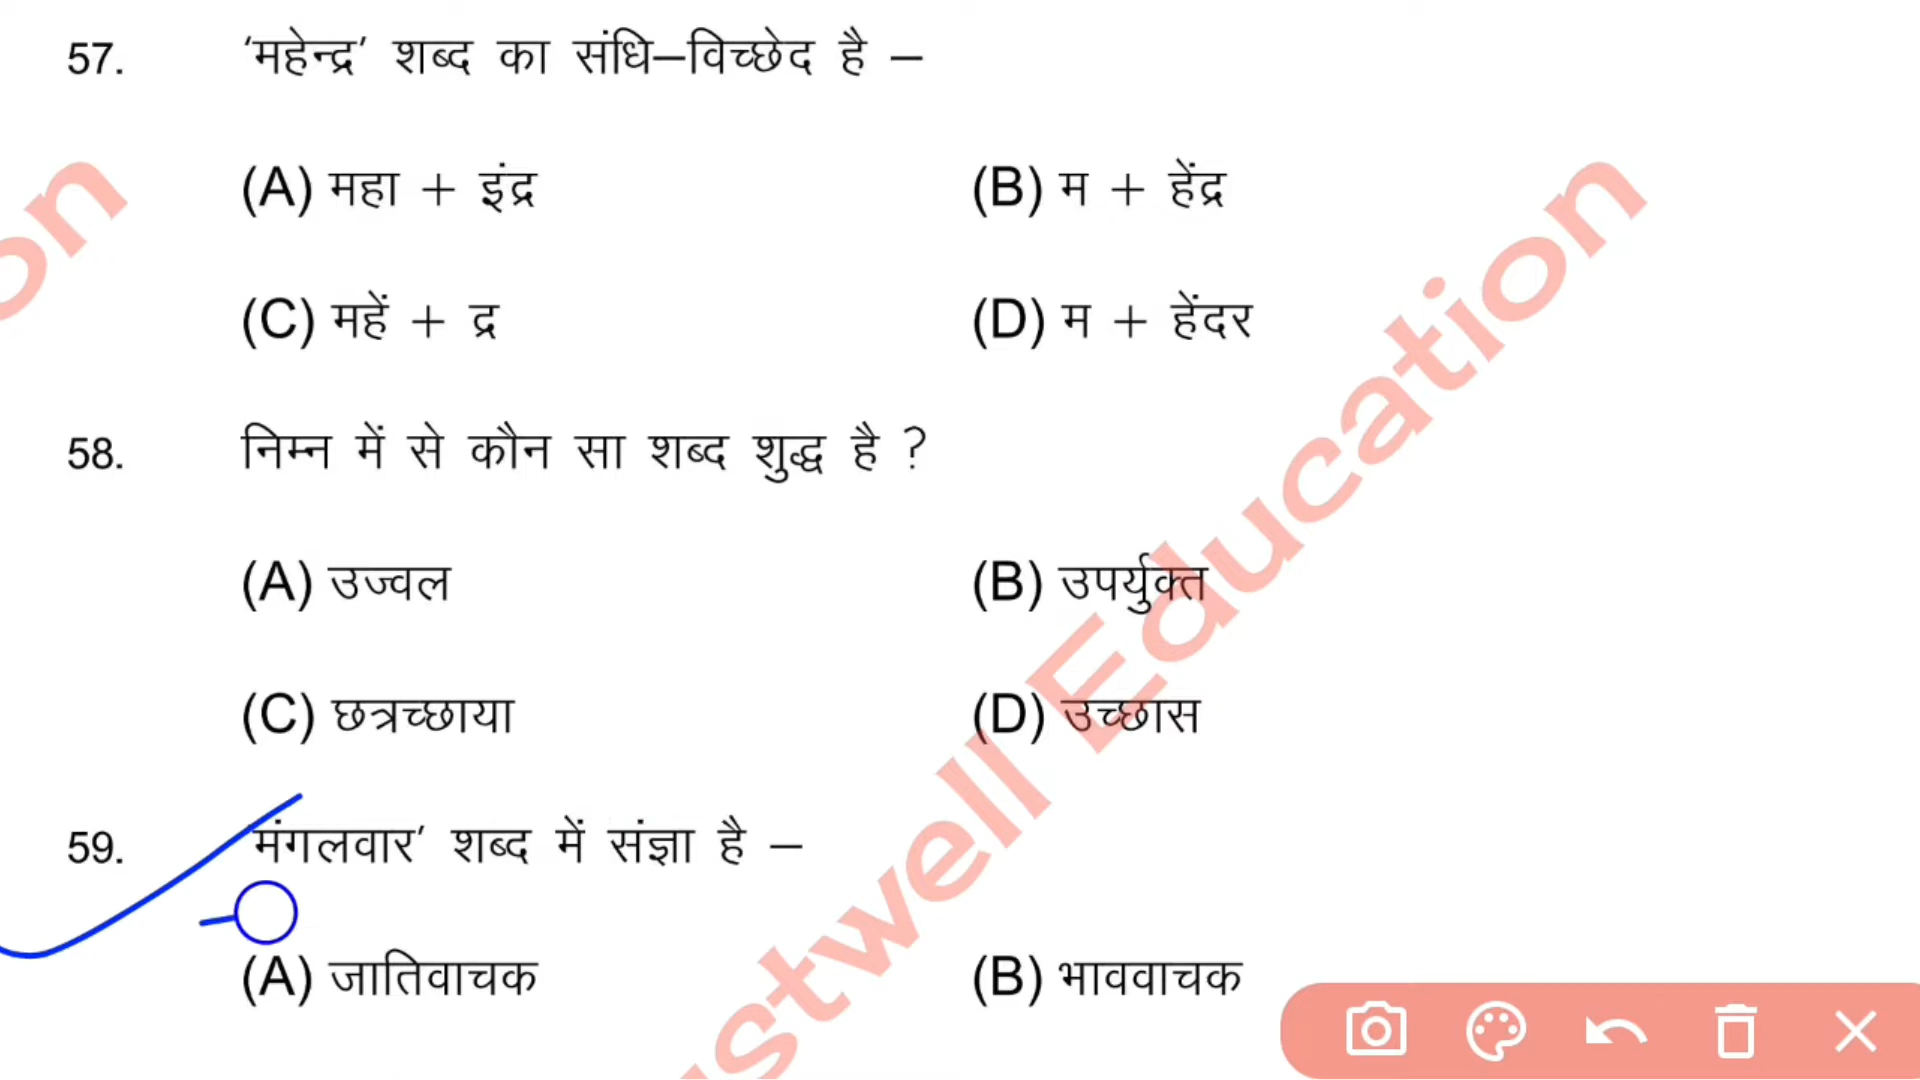 57. ‘महेन्द्र’ शब्द का संधि–विच्छेद है –
(A) महा + इंद्र (B) म + हेंद्र
(C) महें + द्र (D) म + हेंदर
58. निम्न में से कौन सा शब्द शुद्ध है ?
(A) उज्वल (B) उपर्युक्त
(C) छत्रच्छाया (D) उच्छास
59. मंगलवार’ शब्द में संज्ञा है –
(A) जातिवाचक (B) भाववाचक
on
stwell Education